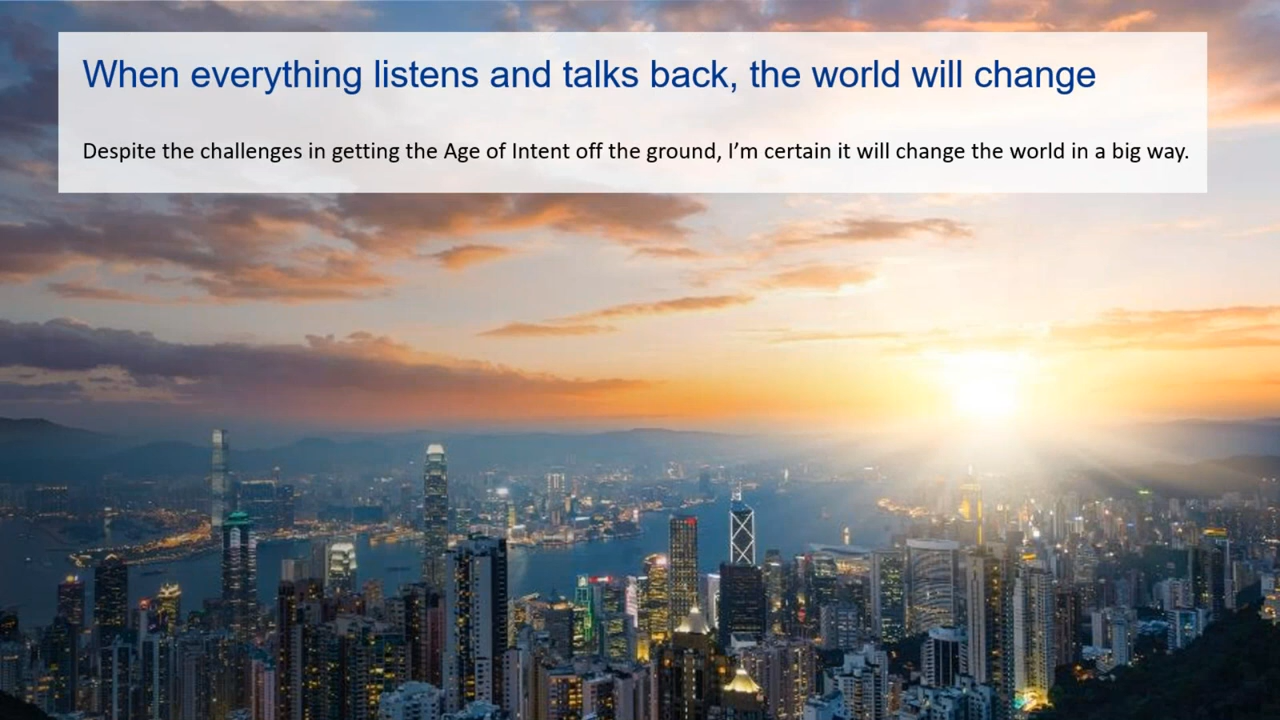 When everything listens and talks back, the world will change
Despite the challenges in getting the Age of Intent off the ground, I’m certain it will change the world in a big way.